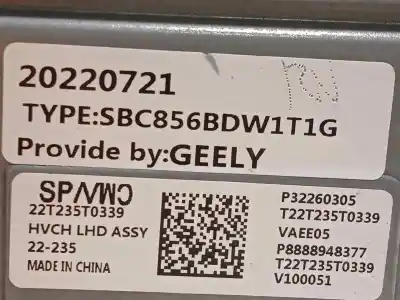 20220721
TYPE:SBC856BDW1T1G
Provide by:GEELY
22T235T0339
HVCH LHD ASSY
22-235
MADE IN CHINA
P32260305
T22T235T0339
VAEE05
P8888948377
T22T235T0339
V100051